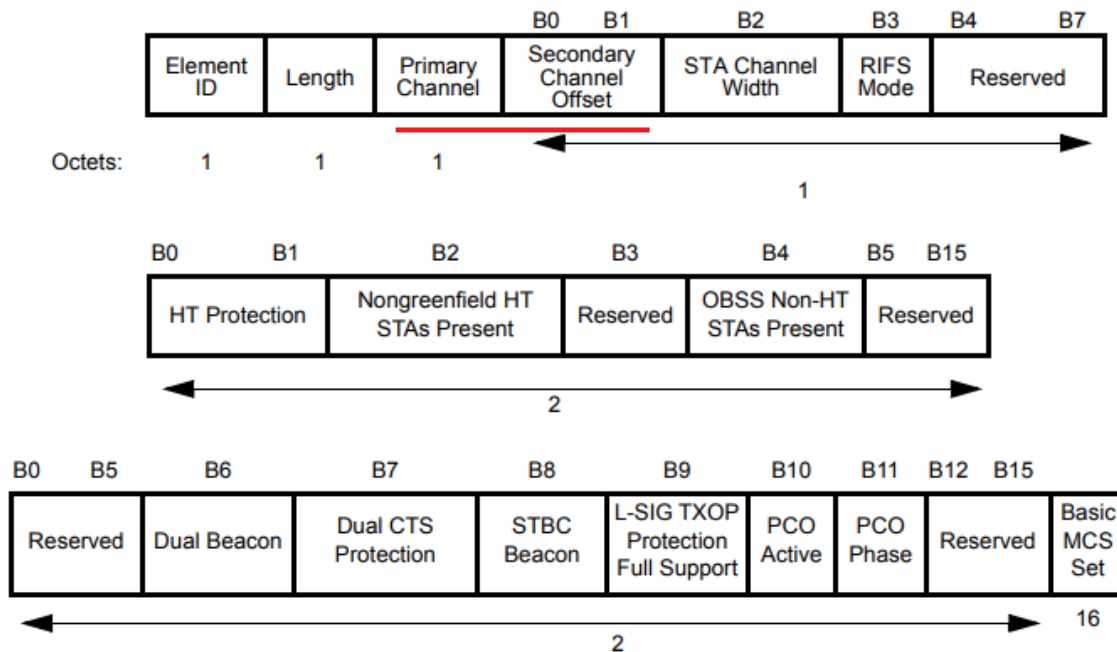 B0 B1 B2 B3 B4 B7
Element ID Length Primary Channel Secondary Channel Offset STA Channel Width RIFS Mode Reserved
Octets: 1 1 1
1
B0 B1 B2 B3 B4 B5 B15
HT Protection Nongreenfield HT STAs Present Reserved OBSS Non-HT STAs Present Reserved
2
B0 B5 B6 B7 B8 B9 B10 B11 B12 B15
Reserved Dual Beacon Dual CTS Protection STBC Beacon L-SIG TXOP Protection Full Support PCO Active PCO Phase Reserved Basic MCS Set
16
2